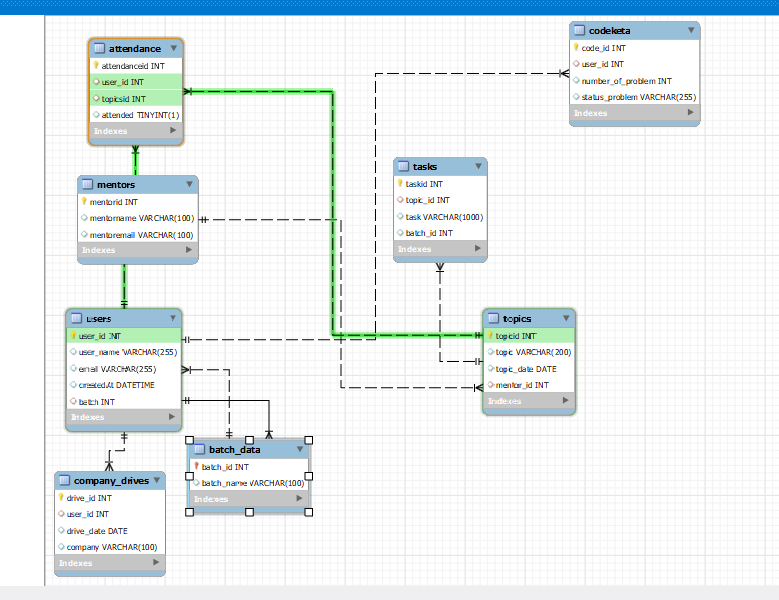 attendance
attendanceid INT
user_id INT
topicsid INT
attended TINYINT(1)
Indexes
codeketa
code_id INT
user_id INT
number_of_problem INT
status_problem VARCHAR(255)
Indexes
mentors
mentorid INT
mentorname VARCHAR(100)
mentoremail VARCHAR(100)
Indexes
tasks
taskid INT
topic_id INT
task VARCHAR(1000)
batch_id INT
Indexes
users
user_id INT
user_name VARCHAR(255)
email VARCHAR(255)
createdAt DATETIME
batch INT
Indexes
topics
topicid INT
topic VARCHAR(200)
topic_date DATE
mentor_id INT
Indexes
batch_data
batch_id INT
batch_name VARCHAR(100)
Indexes
company_drives
drive_id INT
user_id INT
drive_date DATE
company VARCHAR(100)
Indexes